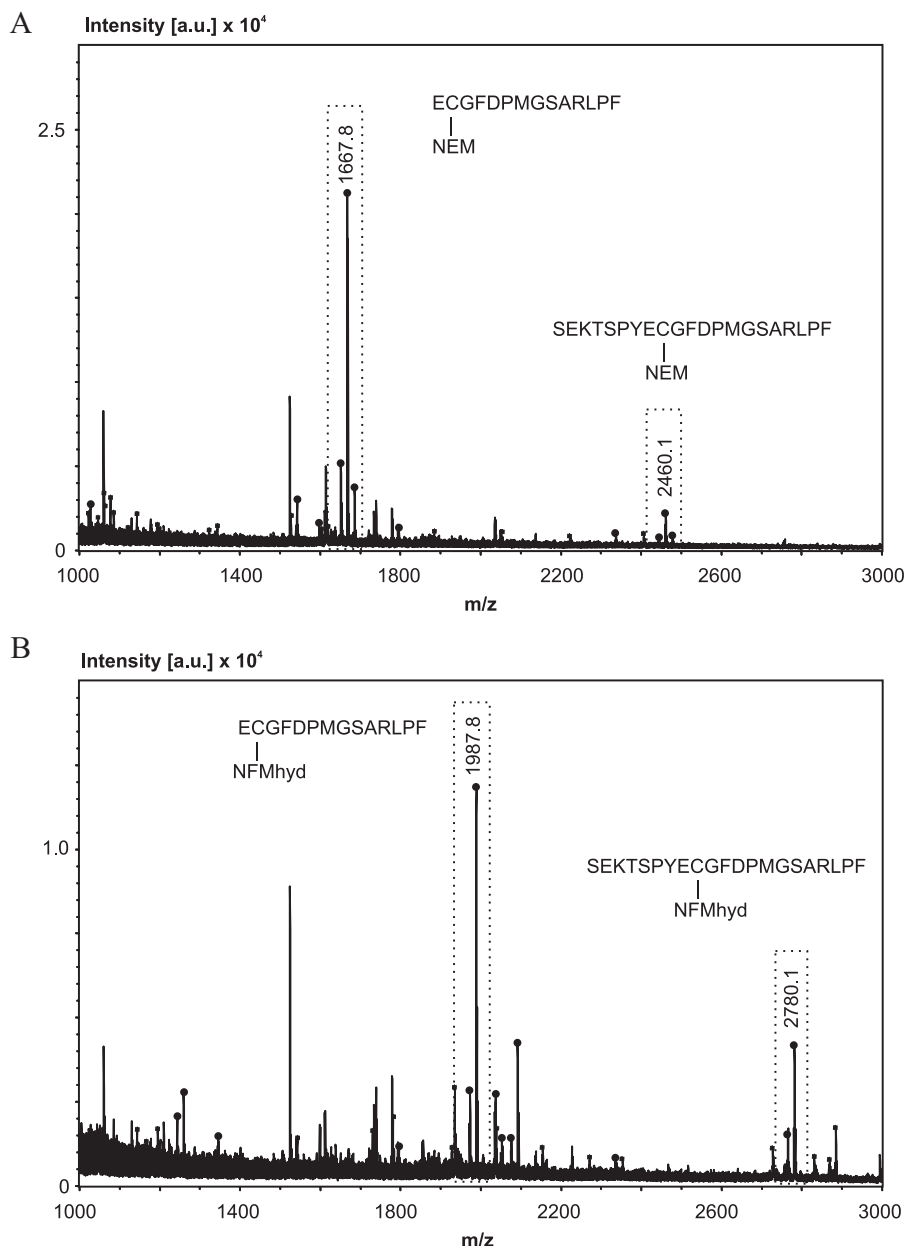 A
Intensity [a.u.] x 10⁴
ECGFDPMGSARLPF
NEM
2.5
1667.8
SEKTSPYECGFDPMGSARLPF
NEM
2460.1
0
1000 1400 1800 2200 2600 3000
m/z
B
Intensity [a.u.] x 10⁴
ECGFDPMGSARLPF
NFMhyd
1987.8
1.0
SEKTSPYECGFDPMGSARLPF
NFMhyd
2780.1
0
1000 1400 1800 2200 2600 3000
m/z